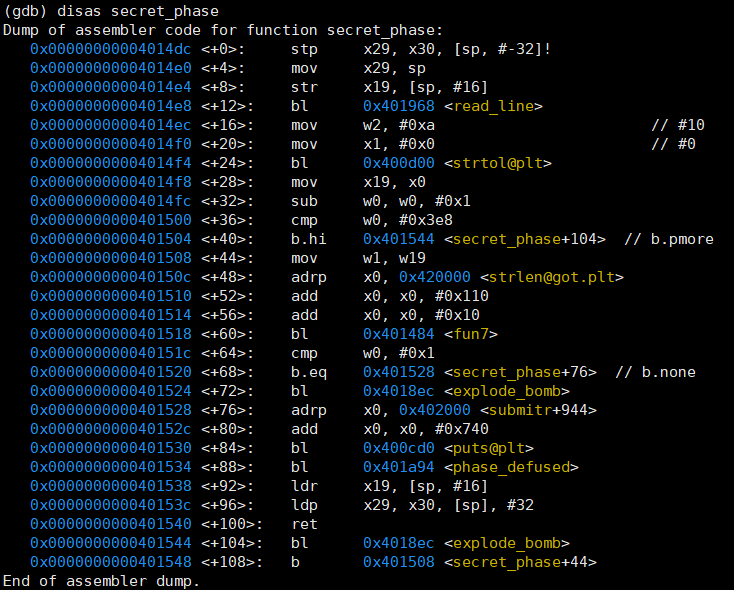 (gdb) disas secret_phase
Dump of assembler code for function secret_phase:
   0x00000000004014dc <+0>:     stp     x29, x30, [sp, #-32]!
   0x00000000004014e0 <+4>:     mov     x29, sp
   0x00000000004014e4 <+8>:     str     x19, [sp, #16]
   0x00000000004014e8 <+12>:    bl      0x401968 <read_line>
   0x00000000004014ec <+16>:    mov     w2, #0xa                        // #10
   0x00000000004014f0 <+20>:    mov     x1, #0x0                        // #0
   0x00000000004014f4 <+24>:    bl      0x400d00 <strtol@plt>
   0x00000000004014f8 <+28>:    mov     x19, x0
   0x00000000004014fc <+32>:    sub     w0, w0, #0x1
   0x0000000000401500 <+36>:    cmp     w0, #0x3e8
   0x0000000000401504 <+40>:    b.hi    0x401544 <secret_phase+104>  // b.pmore
   0x0000000000401508 <+44>:    mov     w1, w19
   0x000000000040150c <+48>:    adrp    x0, 0x420000 <strlen@got.plt>
   0x0000000000401510 <+52>:    add     x0, x0, #0x110
   0x0000000000401514 <+56>:    add     x0, x0, #0x10
   0x0000000000401518 <+60>:    bl      0x401484 <fun7>
   0x000000000040151c <+64>:    cmp     w0, #0x1
   0x0000000000401520 <+68>:    b.eq    0x401528 <secret_phase+76>  // b.none
   0x0000000000401524 <+72>:    bl      0x4018ec <explode_bomb>
   0x0000000000401528 <+76>:    adrp    x0, 0x402000 <submitr+944>
   0x000000000040152c <+80>:    add     x0, x0, #0x740
   0x0000000000401530 <+84>:    bl      0x400cd0 <puts@plt>
   0x0000000000401534 <+88>:    bl      0x401a94 <phase_defused>
   0x0000000000401538 <+92>:    ldr     x19, [sp, #16]
   0x000000000040153c <+96>:    ldp     x29, x30, [sp], #32
   0x0000000000401540 <+100>:   ret
   0x0000000000401544 <+104>:   bl      0x4018ec <explode_bomb>
   0x0000000000401548 <+108>:   b       0x401508 <secret_phase+44>
End of assembler dump.